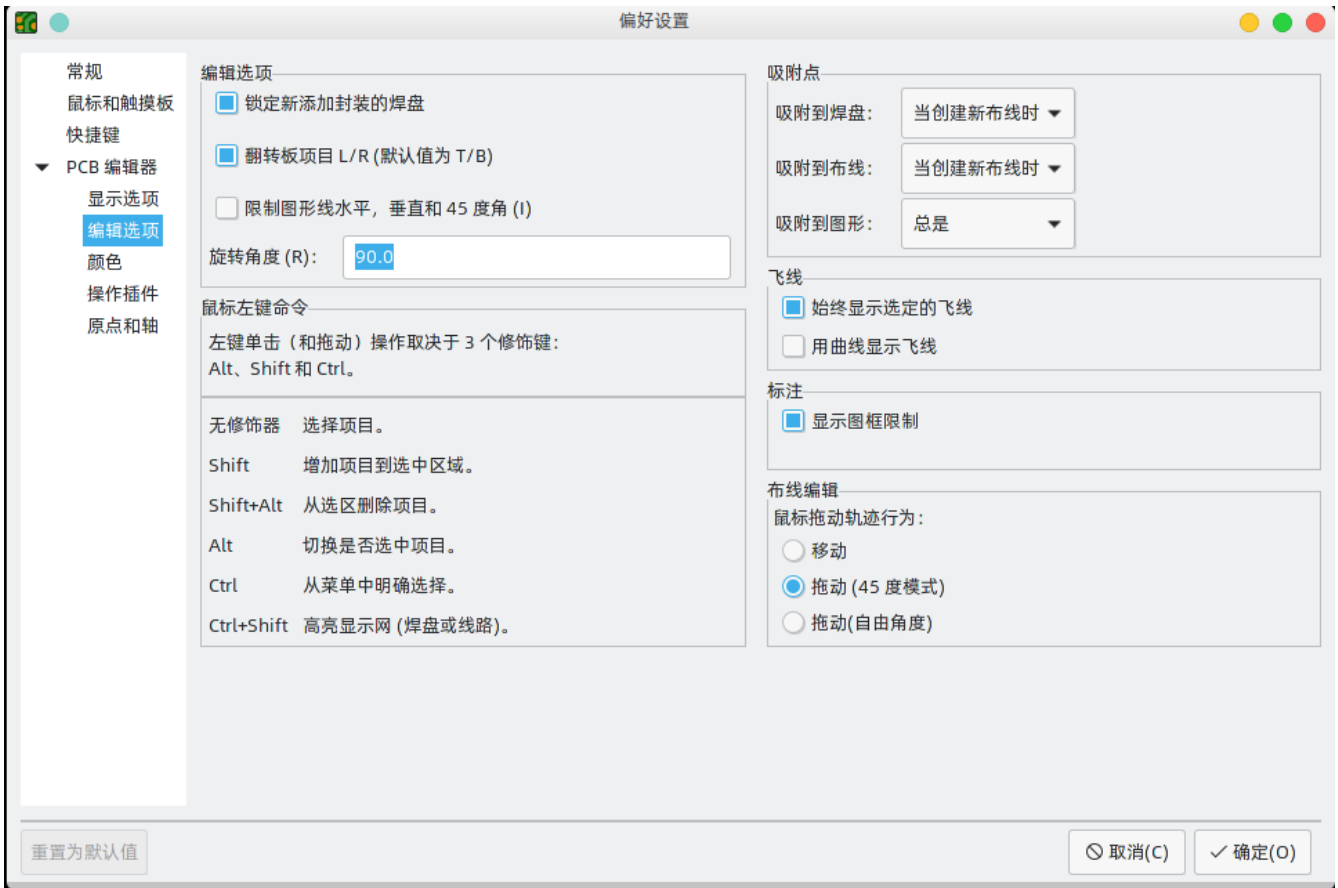 偏好设置
常规
鼠标和触摸板
快捷键
PCB 编辑器
显示选项
编辑选项
颜色
操作插件
原点和轴
编辑选项
锁定新添加封装的焊盘
翻转板项目 L/R (默认值为 T/B)
限制图形线水平，垂直和 45 度角 (I)
旋转角度 (R)： 90.0
鼠标左键命令
左键单击（和拖动）操作取决于 3 个修饰键：
Alt、Shift 和 Ctrl。
无修饰器 选择项目。
Shift 增加项目到选中区域。
Shift+Alt 从选区删除项目。
Alt 切换是否选中项目。
Ctrl 从菜单中明确选择。
Ctrl+Shift 高亮显示网 (焊盘或线路)。
吸附点
吸附到焊盘： 当创建新布线时
吸附到布线： 当创建新布线时
吸附到图形： 总是
飞线
始终显示选定的飞线
用曲线显示飞线
标注
显示图框限制
布线编辑
鼠标拖动轨迹行为：
移动
拖动 (45 度模式)
拖动(自由角度)
重置为默认值
取消(C)
确定(O)